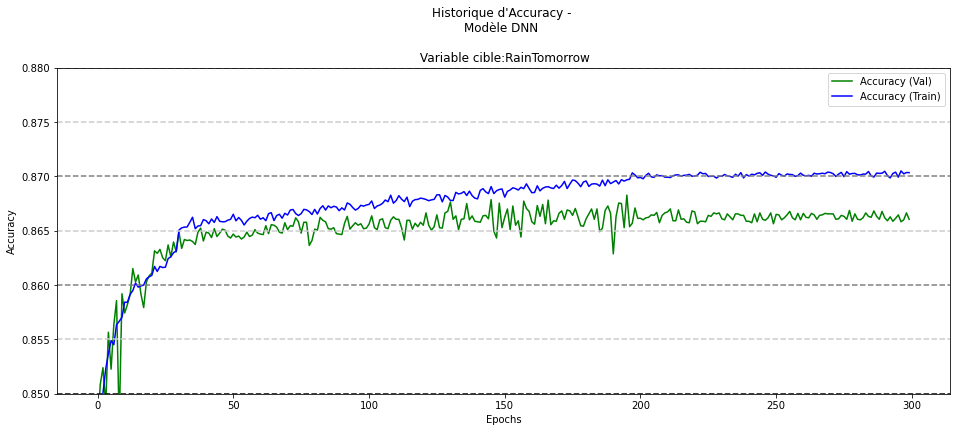 Historique d'Accuracy -
Modèle DNN
Variable cible:RainTomorrow
0.880
0.875
0.870
0.865
0.860
0.855
0.850
Accuracy
Accuracy (Val)
Accuracy (Train)
0
50
100
150
200
250
300
Epochs